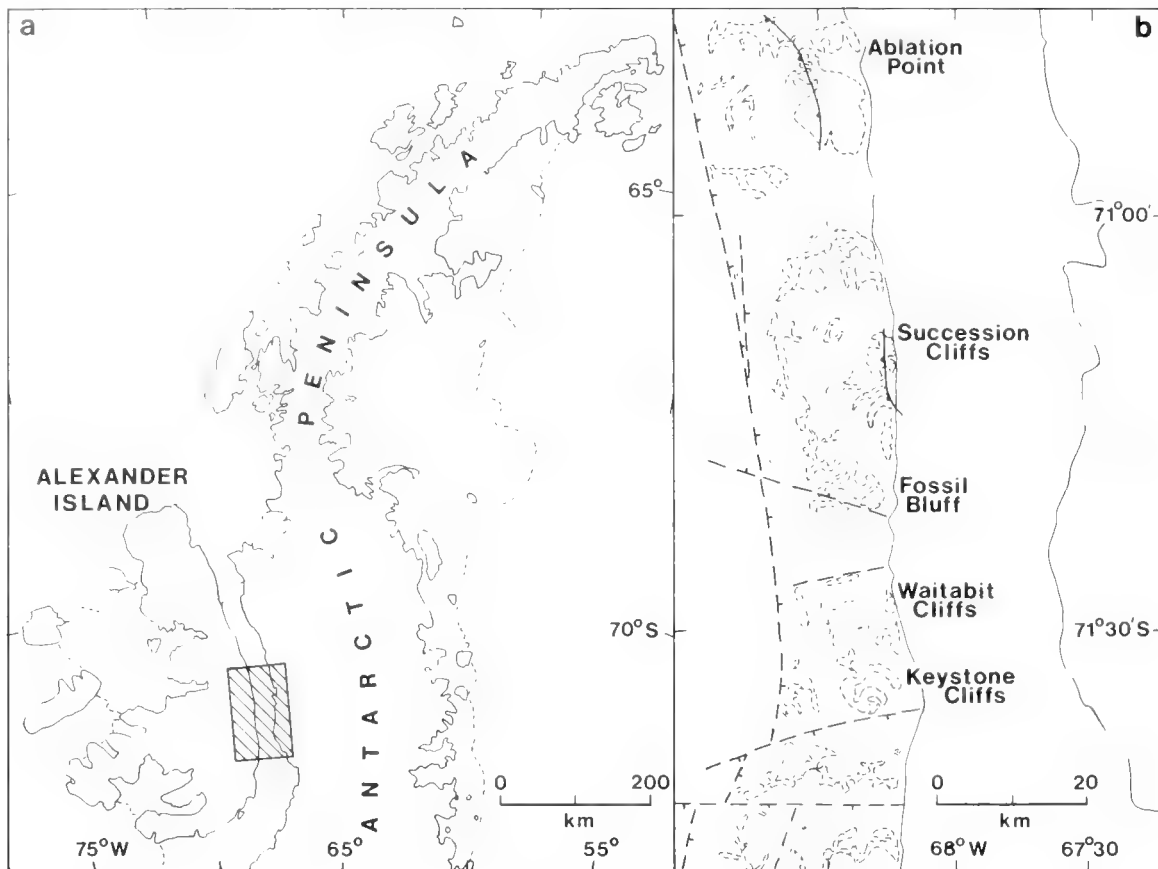 a
ALEXANDER
ISLAND
ANTARCTIC
PENINSULA
65°
70°S
0 200
km
75°W 65° 55°
b
Ablation
Point
71°00'
Succession
Cliffs
Fossil
Bluff
Waitabit
Cliffs
71°30'S
Keystone
Cliffs
0 20
km
68°W 67°30